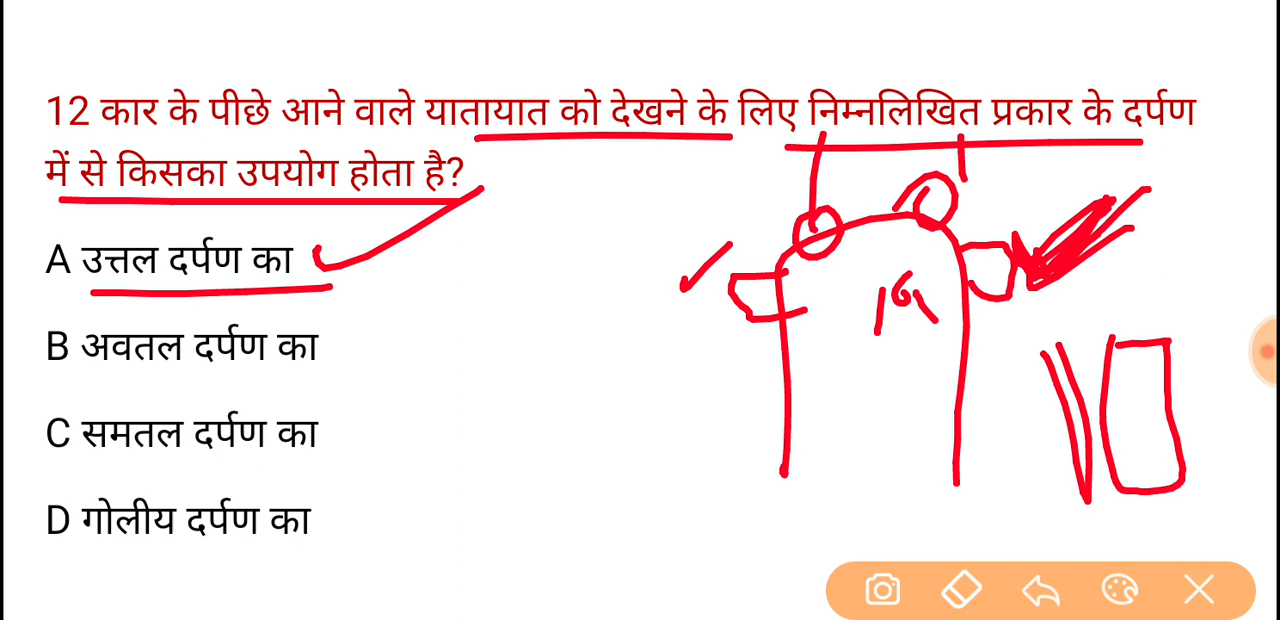 12 कार के पीछे आने वाले यातायात को देखने के लिए निम्नलिखित प्रकार के दर्पण
में से किसका उपयोग होता है?
A उत्तल दर्पण का
B अवतल दर्पण का
C समतल दर्पण का
D गोलीय दर्पण का